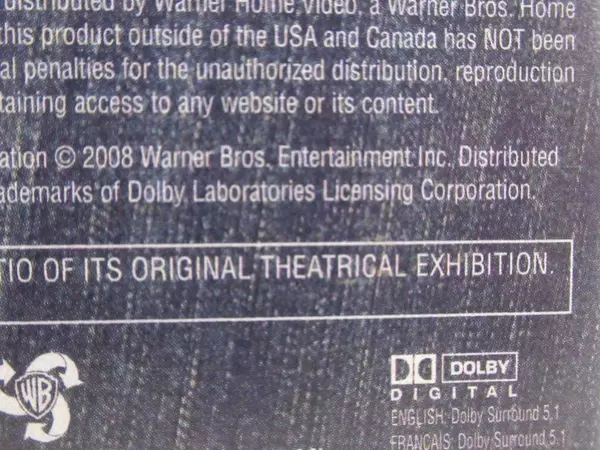 distributed by Warner Home Video, a Warner Bros. Home
this product outside of the USA and Canada has NOT been
al penalties for the unauthorized distribution, reproduction
taining access to any website or its content.
ation © 2008 Warner Bros. Entertainment Inc. Distributed
ademarks of Dolby Laboratories Licensing Corporation.
TIO OF ITS ORIGINAL THEATRICAL EXHIBITION.
WB
DOLBY
DIGITAL
ENGLISH: Dolby Surround 5.1
FRANÇAIS: Dolby Surround 5.1